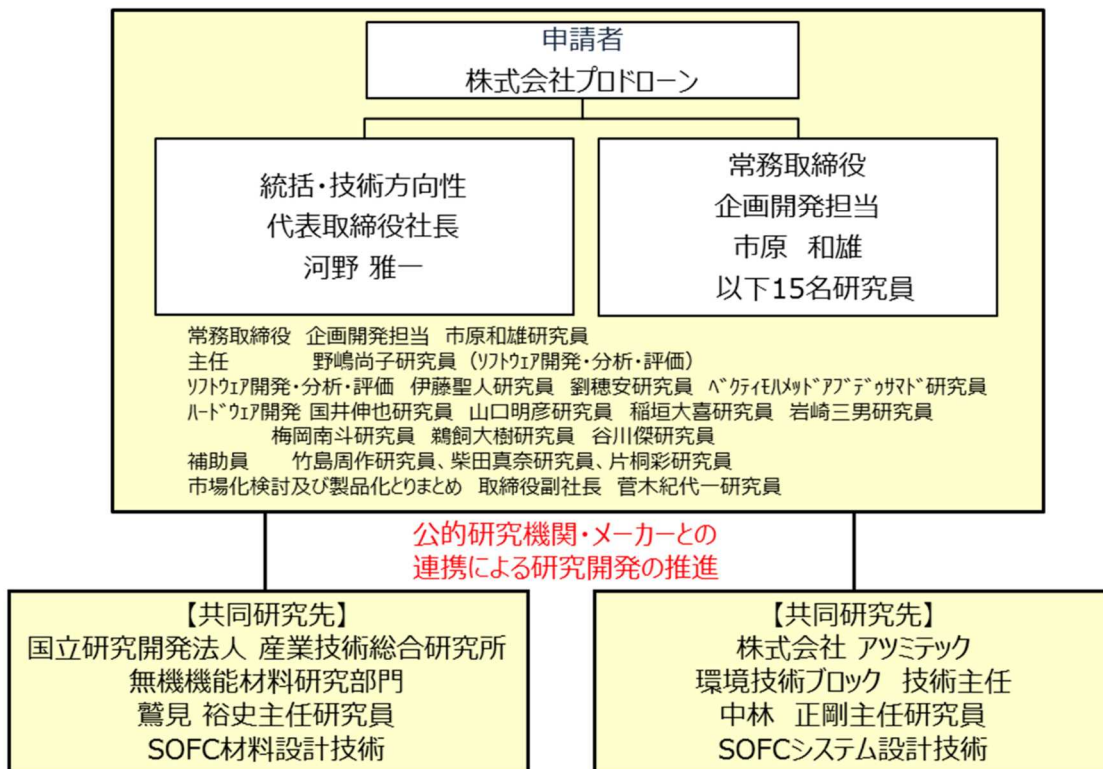 申請者
株式会社プロドローン
統括・技術方向性
代表取締役社長
河野 雅一
常務取締役
企画開発担当
市原 和雄
以下15名研究員
常務取締役 企画開発担当 市原和雄研究員
主任 野嶋尚子研究員（ソフトウェア開発・分析・評価）
ソフトウェア開発・分析・評価 伊藤聖人研究員 劉穂安研究員 ベクティモハメッドアブデゥサマド研究員
ハードウェア開発 国井伸也研究員 山口明彦研究員 稲垣大喜研究員 岩崎三男研究員
梅岡南斗研究員 鵜飼大樹研究員 谷川傑研究員
補助員 竹島周作研究員、柴田真奈研究員、片桐彩研究員
市場化検討及び製品化とりまとめ 取締役副社長 菅木紀代一研究員
公的研究機関・メーカーとの
連携による研究開発の推進
【共同研究先】
国立研究開発法人 産業技術総合研究所
無機機能材料研究部門
鷲見 裕史主任研究員
SOFC材料設計技術
【共同研究先】
株式会社 アツミテック
環境技術ブロック 技術主任
中林 正剛主任研究員
SOFCシステム設計技術